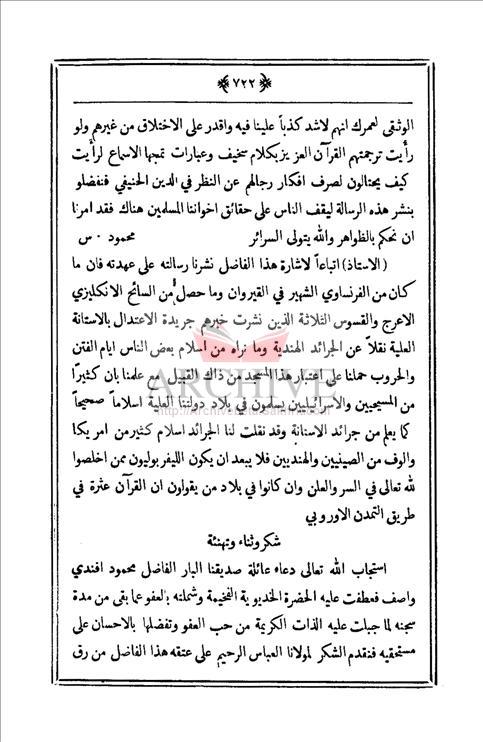 ﴿ ٧٢٢ ﴾
الوثقى لعمرك انهم لاشد كذباً علينا فيه واقدر على الاختلاق من غيرهم ولو
رأيت ترجمتهم القرآن العزيز بكلام سخيف وعبارات تمجها الاسماع لرأيت
كيف يحتالون لصرف افكار رجالهم عن النظر في الدين الحنيفي فنفضلو
بنشر هذه الرسالة ليقف الناس على حقائق اخواننا المسلمين هناك فقد امرنا
ان نحكم بالظواهر والله يتولى السرائر محمود ٠ س
(الاستاذ) اتباعاً لاشارة هذا الفاضل نشرنا رسالته على عهدته فان ما
كان من الفرنساوي الشهير في القيروان وما حصل من السائح الانكليزي
الاعرج والقسوس الثلاثة الذين نشرت خبرهم جريدة الاعتدال بالاستانة
العلية نقلاً عن الجرائد الهندية وما نراه من اسلام بعض الناس ايام الفتن
والحروب حملنا على اعتبار هذا المسجد من ذاك القبيل مع علمنا بان كثيرًا
من المسيحيين والاسرائيليين يسلمون في بلاد دولتنا العلية اسلاماً صحيحاً
كما يعلم من جرائد الاستانة وقد نقلت لنا الجرائد اسلام كثير من امريكا
والوف من الصينيين والهنديين فلا يبعد ان يكون الليفربوليون ممن اخلصوا
لله تعالى في السر والعلن وان كانوا في بلاد من يقولون ان القرآن عثرة في
طريق التمدن الاوروبي
شكر وثناء وتهنئة
استجاب الله تعالى دعاء عائلة صديقنا البار الفاضل محمود افندي
واصف فعطفت عليه الحضرة الخديوية الفخيمة وشملته بالعفو عما بقي من مدة
سجنه لما جبلت عليه الذات الكريمة من حب العفو وتفضلها بالاحسان على
مستحقيه فنقدم الشكر لمولانا العباس الرحيم على عتقه هذا الفاضل من رق
ARCHIVE